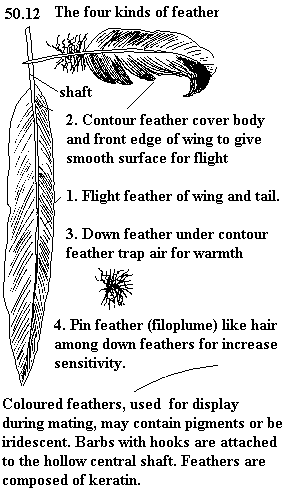 50.12 The four kinds of feather
shaft
2. Contour feather cover body
and front edge of wing to give
smooth surface for flight
1. Flight feather of wing and tail.
3. Down feather under contour
feather trap air for warmth
4. Pin feather (filoplume) like hair
among down feathers for increase
sensitivity.
Coloured feathers, used for display
during mating, may contain pigments or be
iridescent. Barbs with hooks are attached
to the hollow central shaft. Feathers are
composed of keratin.